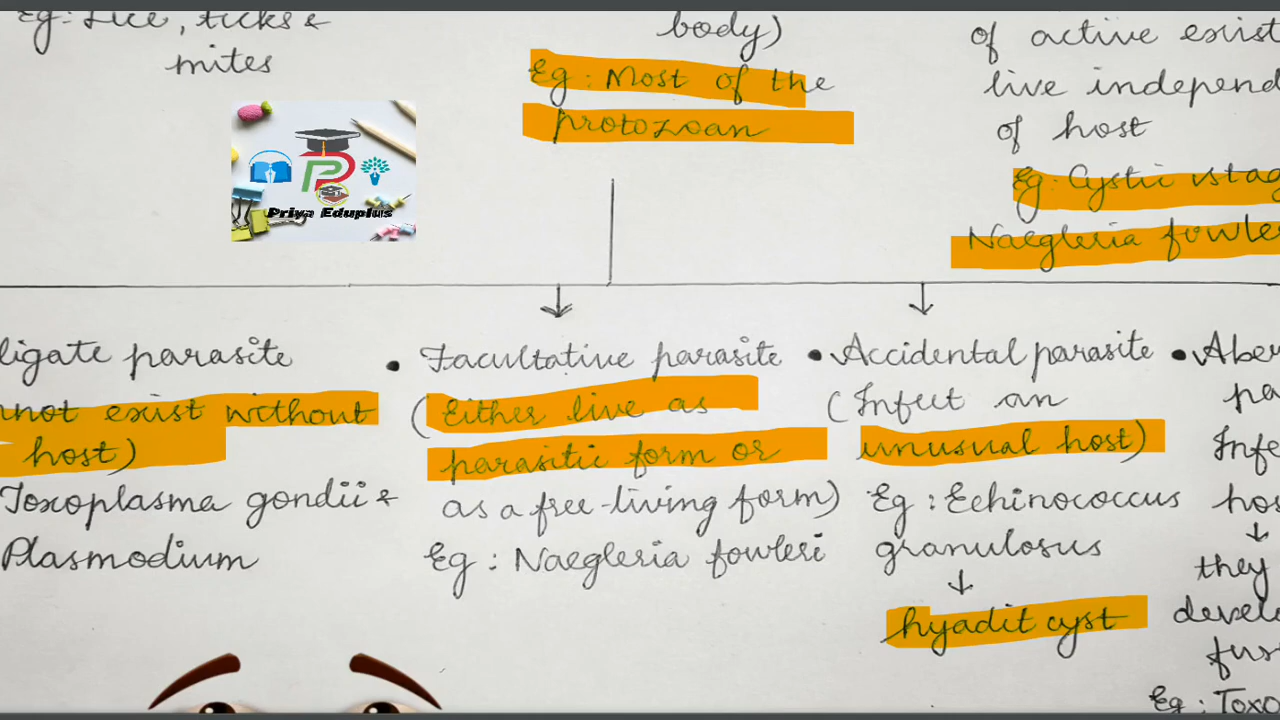 Eg: Lice, ticks &
mites
body)
Eg: Most of the
protozoan
of active exist
live independ
of host
Eg: Cystic stag
Naegleria fowle
Priya Eduplus
ligate parasite
nnot exist without
host)
Toxoplasma gondii &
Plasmodium
• Facultative parasite
(Either live as
parasitic form or
as a free-living form)
Eg: Naegleria fowleri
• Accidental parasite
(Infect an
unusual host)
Eg: Echinococcus
granulosus
hyadit cyst
• Aber
pa
Infe
hos
they
devel
fus
Eg: Toxo